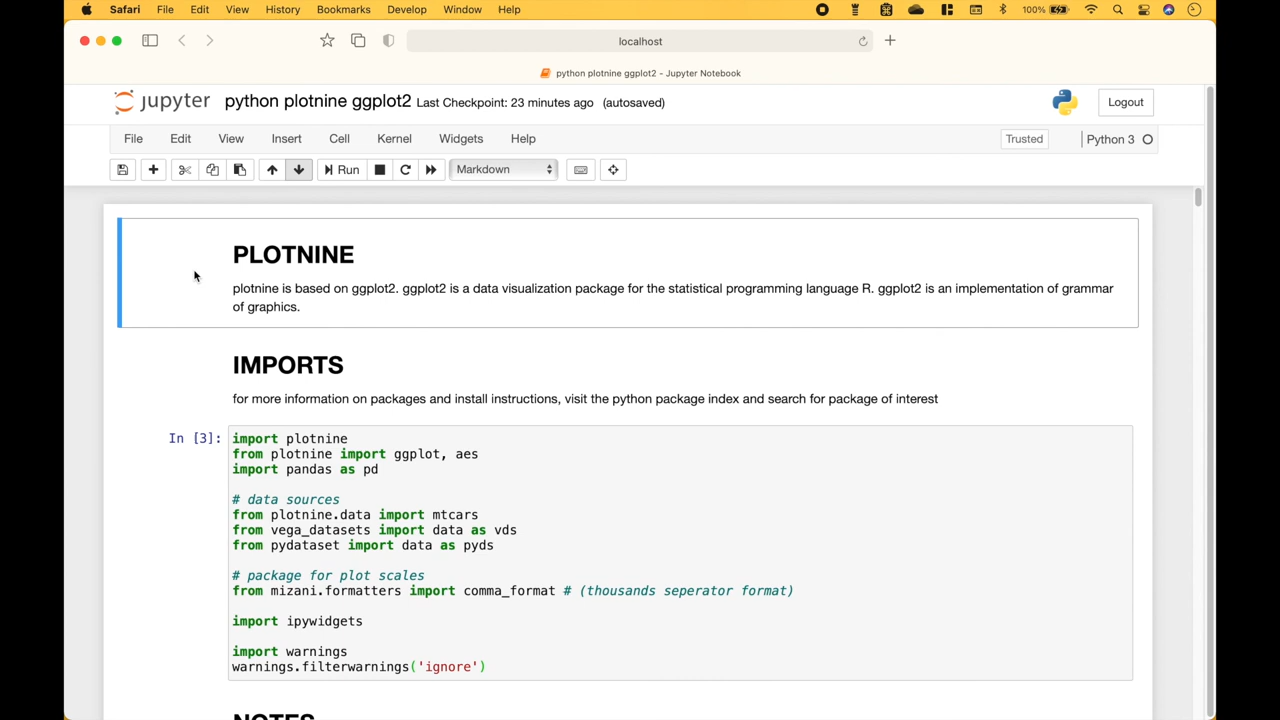 Safari File Edit View History Bookmarks Develop Window Help 100%
localhost
python plotnine ggplot2 - Jupyter Notebook
jupyter python plotnine ggplot2 Last Checkpoint: 23 minutes ago (autosaved) Logout
File Edit View Insert Cell Kernel Widgets Help Trusted Python 3
Run Markdown
PLOTNINE
plotnine is based on ggplot2. ggplot2 is a data visualization package for the statistical programming language R. ggplot2 is an implementation of grammar
of graphics.
IMPORTS
for more information on packages and install instructions, visit the python package index and search for package of interest
In [3]: import plotnine
from plotnine import ggplot, aes
import pandas as pd
# data sources
from plotnine.data import mtcars
from vega_datasets import data as vds
from pydataset import data as pyds
# package for plot scales
from mizani.formatters import comma_format # (thousands seperator format)
import ipywidgets
import warnings
warnings.filterwarnings('ignore')
NOTES